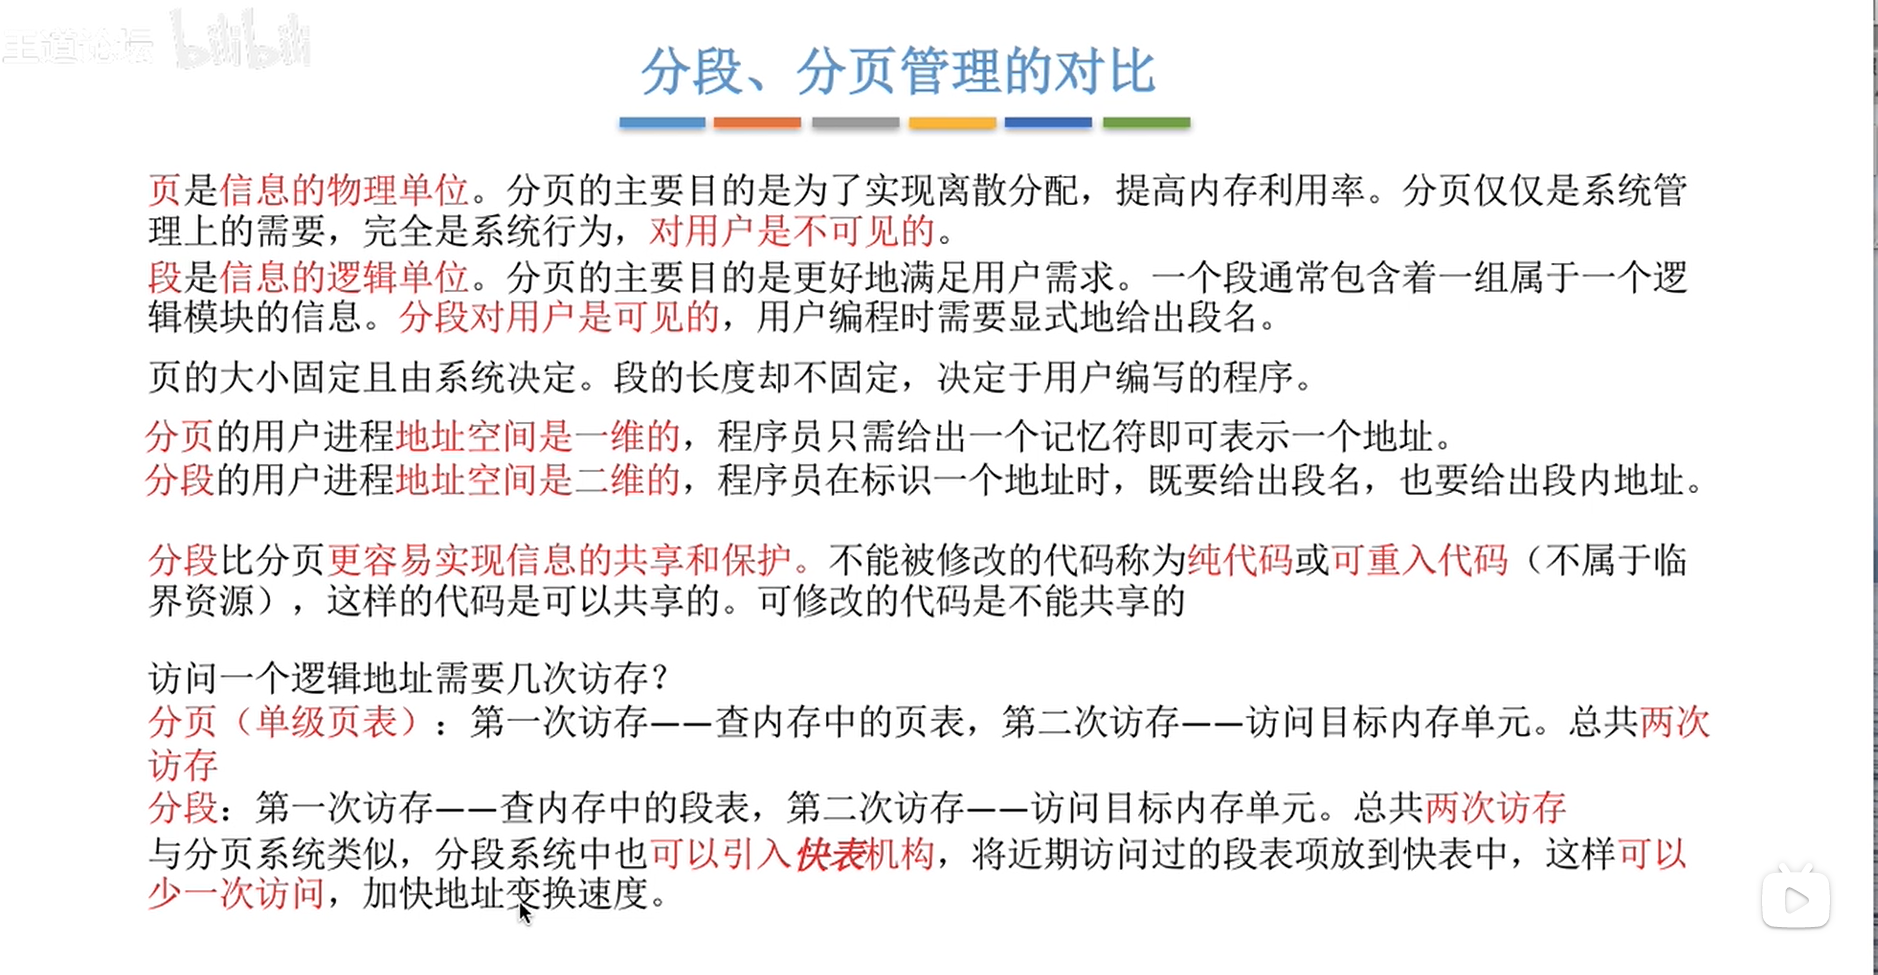 王道论坛 bilibili
分段、分页管理的对比
页是信息的物理单位。分页的主要目的是为了实现离散分配，提高内存利用率。分页仅仅是系统管
理上的需要，完全是系统行为，对用户是不可见的。
段是信息的逻辑单位。分页的主要目的是更好地满足用户需求。一个段通常包含着一组属于一个逻
辑模块的信息。分段对用户是可见的，用户编程时需要显式地给出段名。
页的大小固定且由系统决定。段的长度却不固定，决定于用户编写的程序。
分页的用户进程地址空间是一维的，程序员只需给出一个记忆符即可表示一个地址。
分段的用户进程地址空间是二维的，程序员在标识一个地址时，既要给出段名，也要给出段内地址。
分段比分页更容易实现信息的共享和保护。不能被修改的代码称为纯代码或可重入代码（不属于临
界资源），这样的代码是可以共享的。可修改的代码是不能共享的
访问一个逻辑地址需要几次访存？
分页（单级页表）：第一次访存——查内存中的页表，第二次访存——访问目标内存单元。总共两次
访存
分段：第一次访存——查内存中的段表，第二次访存——访问目标内存单元。总共两次访存
与分页系统类似，分段系统中也可以引入快表机构，将近期访问过的段表项放到快表中，这样可以
少一次访问，加快地址变换速度。